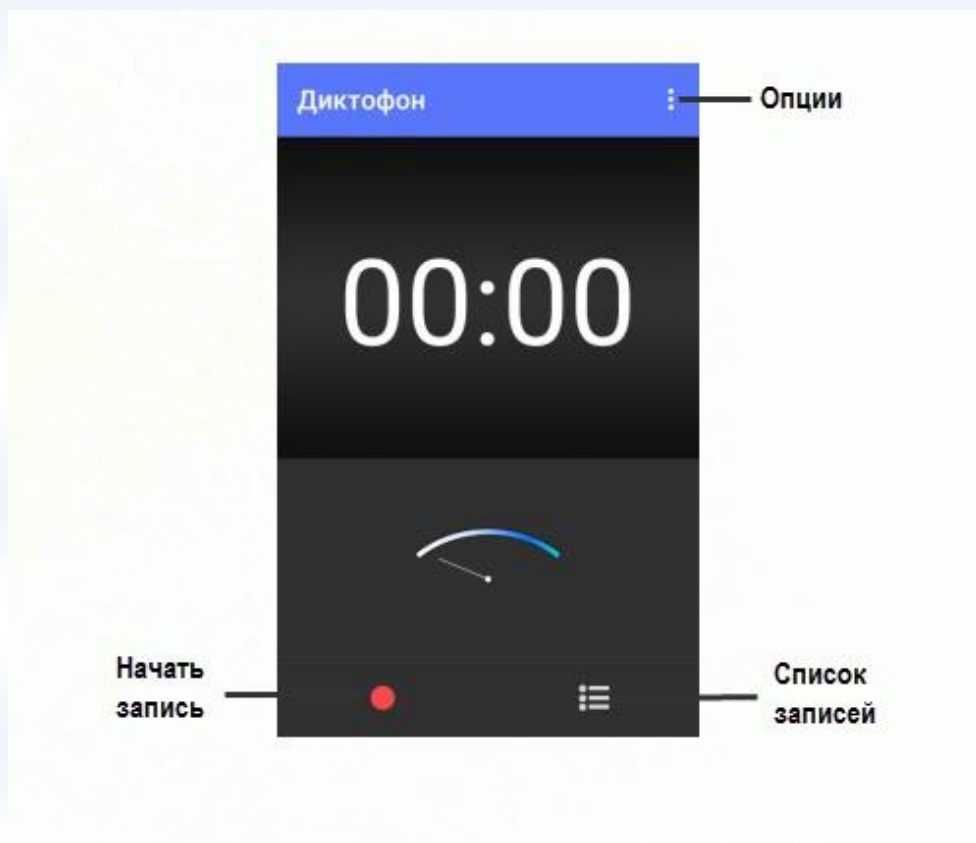 Диктофон
Опции
00:00
Начать
запись
Список
записей